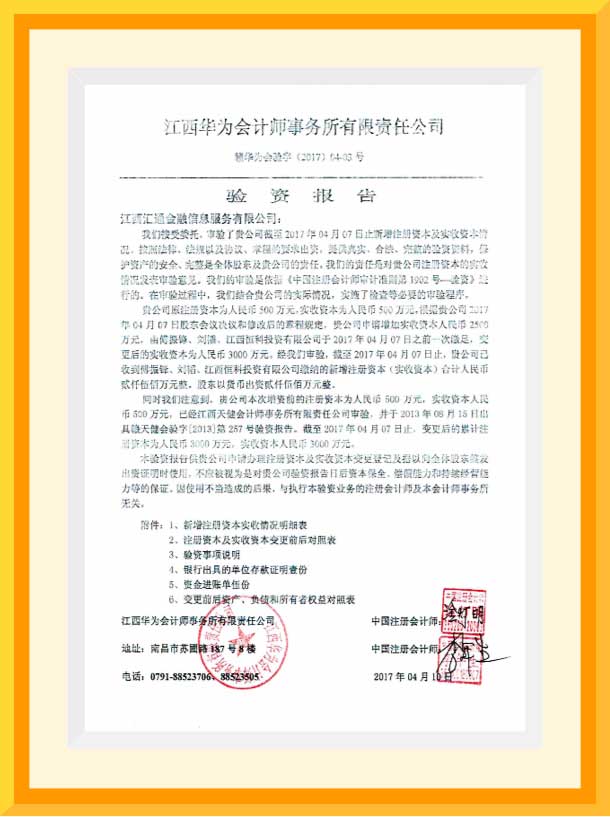 江西华为会计师事务所有限责任公司
赣华为会验字（2017）04-03 号
验 资 报 告
江西汇通金融信息服务有限公司：
我们接受委托，审验了贵公司截至 2017 年 04 月 07 日止新增注册资本及实收资本情
况。按照法律、法规以及协议、章程的要求出资，提供真实、合法、完整的验资资料，保
护资产的安全、完整是全体股东及贵公司的责任，我们的责任是对贵公司注册资本的实收
情况发表审验意见。我们的审验是依据《中国注册会计师审计准则第 1602 号—验资》进
行的。在审验过程中，我们结合贵公司的实际情况，实施了检查等必要的审验程序。
贵公司原注册资本为人民币 500 万元，实收资本为人民币 500 万元，根据贵公司 2017
年 04 月 07 日股东会议决议和修改后的章程规定，贵公司申请增加实收资本人民币 2500
万元，由傅振锋、刘韬、江西恒科投资有限公司于 2017 年 04 月 07 日之前一次缴足，变
更后的实收资本为人民币 3000 万元。经我们审验，截至 2017 年 04 月 07 日止，贵公司已
收到傅振锋、刘韬、江西恒科投资有限公司缴纳的新增注册资本（实收资本）合计人民币
贰仟伍佰万元整，股东以货币出资贰仟伍佰万元整。
同时我们注意到，贵公司本次增资前的注册资本为人民币 500 万元，实收资本人民
币 500 万元，已经江西天健会计师事务所有限责任公司审验，并于 2013 年 08 月 15 日出
具赣天健会验字[2013]第 257 号验资报告。截至 2017 年 04 月 07 日止，变更后的累计注
册资本为人民币 3000 万元，实收资本人民币 3000 万元。
本验资报告供贵公司申请办理注册资本及实收资本变更登记及据以向全体股东签发
出资证明时使用，不应被视为是对贵公司验资报告日后资本保全、偿债能力和持续经营能
力等的保证。因使用不当造成的后果，与执行本验资业务的注册会计师及本会计师事务所
无关。
附件：1、新增注册资本实收情况明细表
2、注册资本及实收资本变更前后对照表
3、验资事项说明
4、银行出具的单位存款证明壹份
5、资金进账单伍份
6、变更前后资产、负债和所有者权益对照表
江西华为会计师事务所有限责任公司
中国注册会计师：
地址：南昌市苏圃路 187 号 8 楼
中国注册会计师：
电话：0791-88523706、88523505
2017 年 04 月 10 日